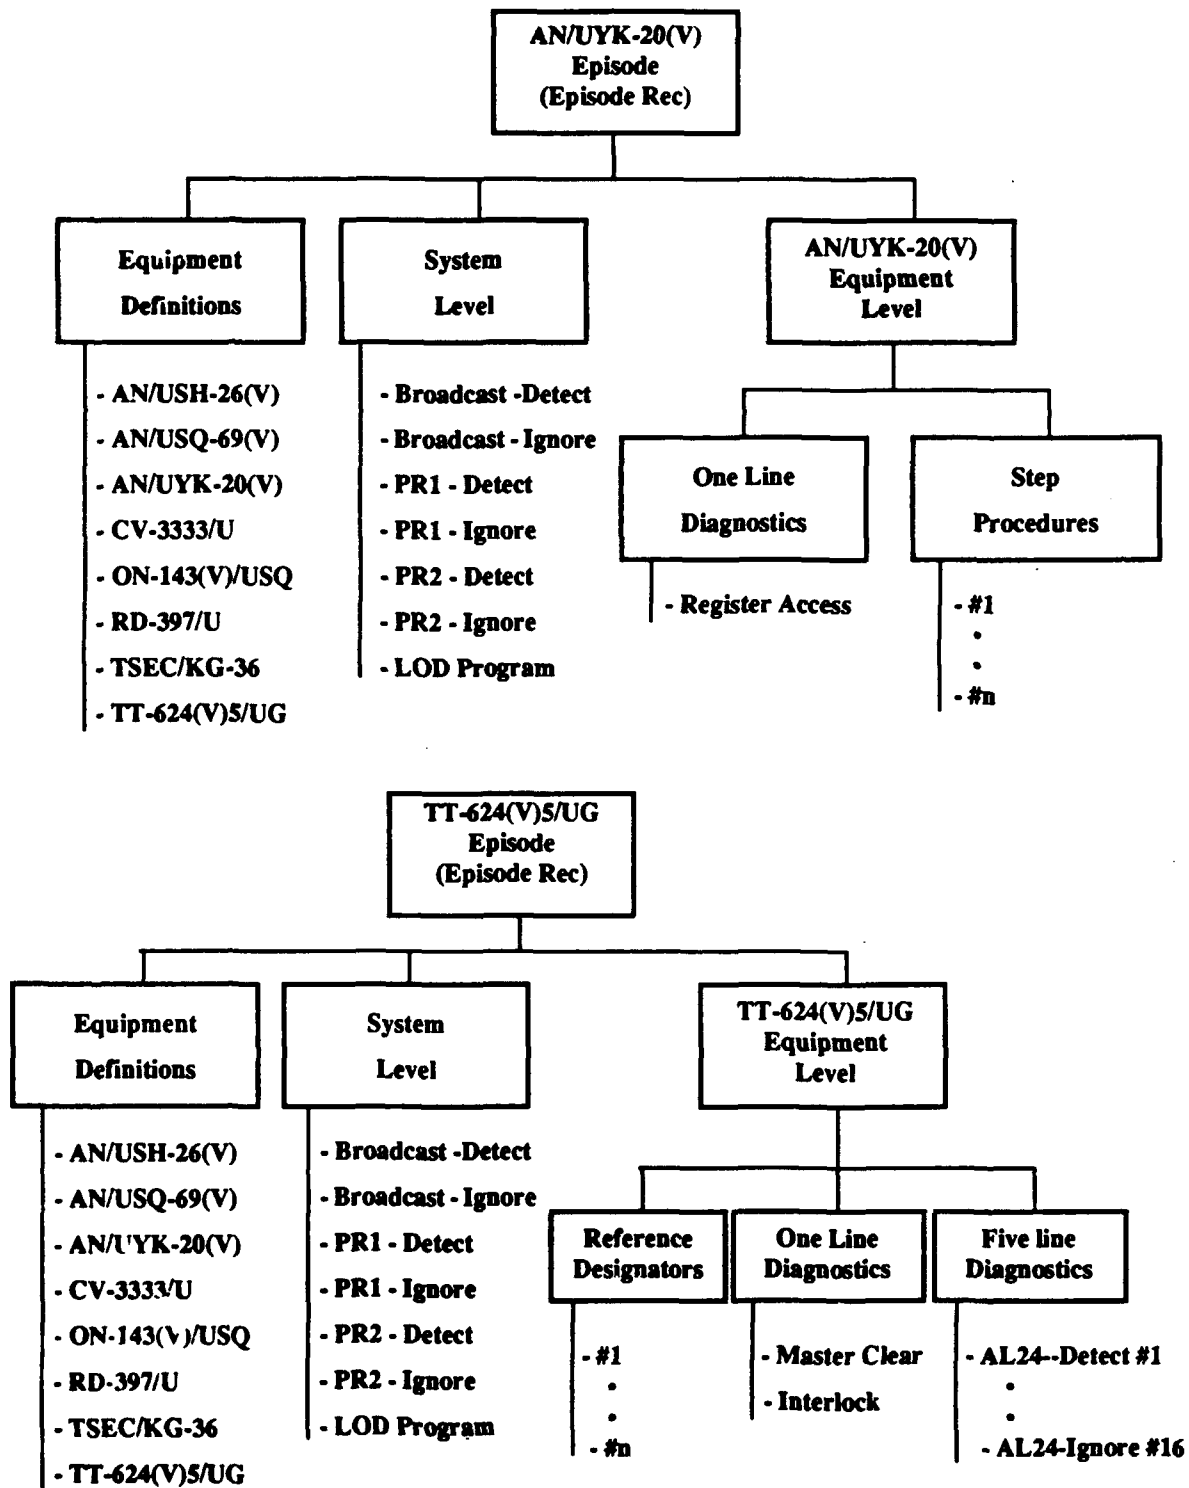 AN/UYK-20(V)
Episode
(Episode Rec)
Equipment
Definitions
- AN/USH-26(V)
- AN/USQ-69(V)
- AN/UYK-20(V)
- CV-3333/U
- ON-143(V)/USQ
- RD-397/U
- TSEC/KG-36
- TT-624(V)5/UG
System
Level
- Broadcast -Detect
- Broadcast - Ignore
- PR1 - Detect
- PR1 - Ignore
- PR2 - Detect
- PR2 - Ignore
- LOD Program
AN/UYK-20(V)
Equipment
Level
One Line
Diagnostics
- Register Access
Step
Procedures
- #1
•
•
- #n
TT-624(V)5/UG
Episode
(Episode Rec)
Equipment
Definitions
- AN/USH-26(V)
- AN/USQ-69(V)
- AN/UYK-20(V)
- CV-3333/U
- ON-143(V)/USQ
- RD-397/U
- TSEC/KG-36
- TT-624(V)5/UG
System
Level
- Broadcast -Detect
- Broadcast - Ignore
- PR1 - Detect
- PR1 - Ignore
- PR2 - Detect
- PR2 - Ignore
- LOD Program
TT-624(V)5/UG
Equipment
Level
Reference
Designators
- #1
•
•
- #n
One Line
Diagnostics
- Master Clear
- Interlock
Five line
Diagnostics
- AL24--Detect #1
•
•
- AL24-Ignore #16